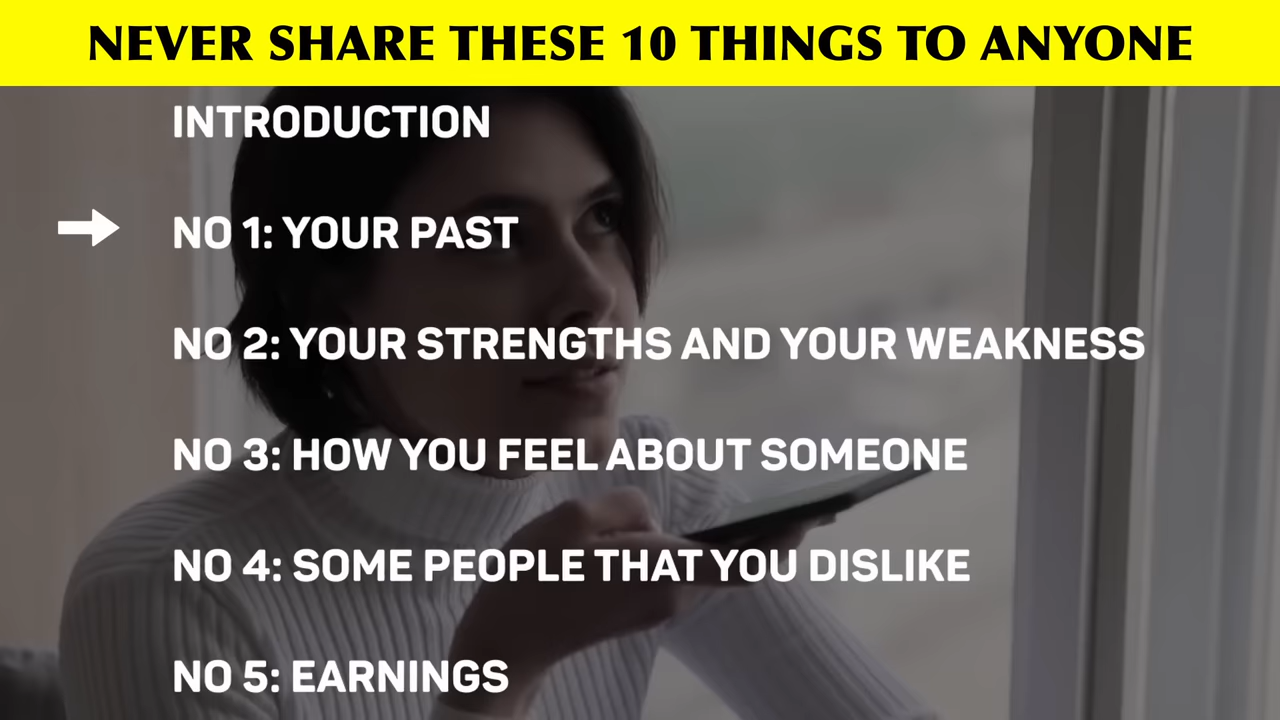 NEVER SHARE THESE 10 THINGS TO ANYONE
INTRODUCTION
NO 1: YOUR PAST
NO 2: YOUR STRENGTHS AND YOUR WEAKNESS
NO 3: HOW YOU FEEL ABOUT SOMEONE
NO 4: SOME PEOPLE THAT YOU DISLIKE
NO 5: EARNINGS